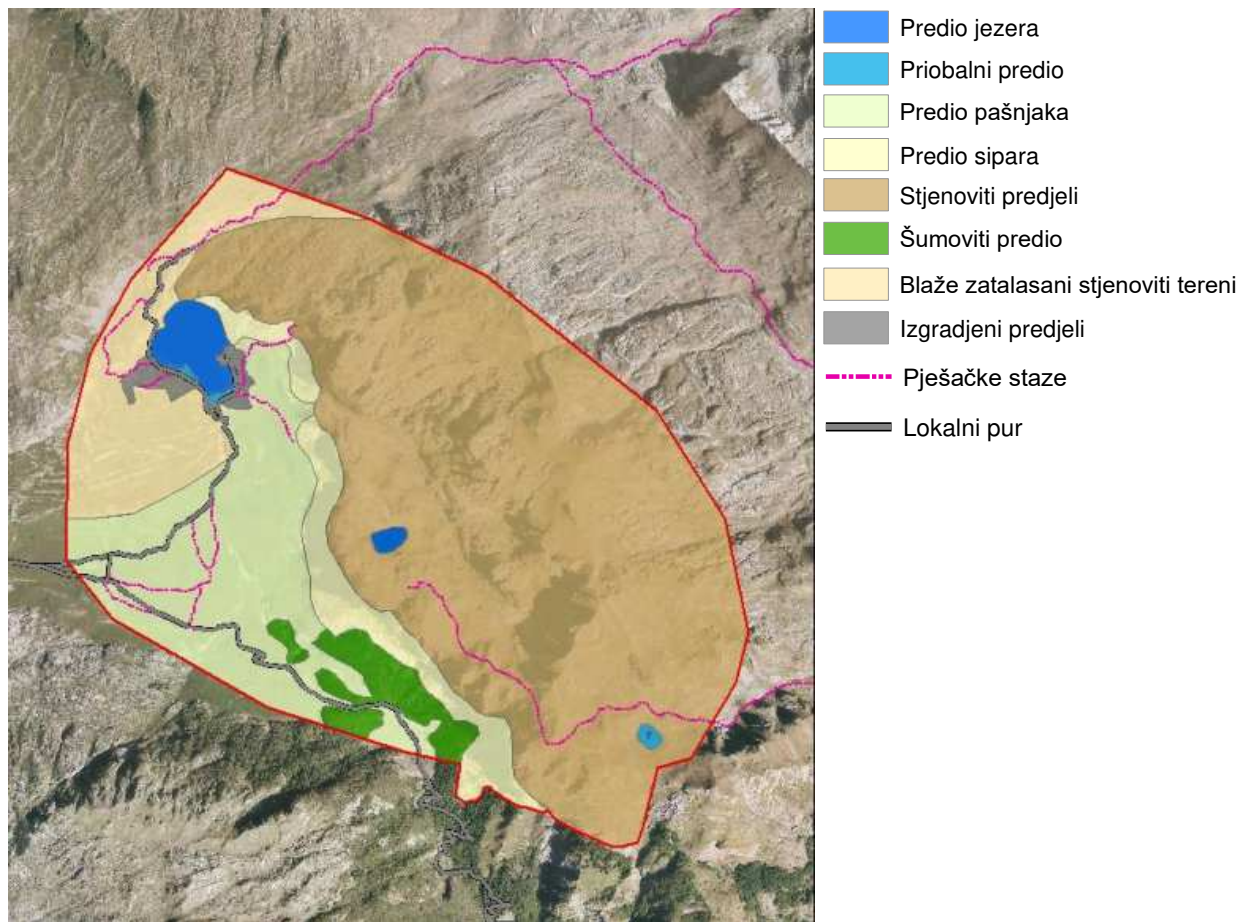 Predio jezera
Priobalni predio
Predio pašnjaka
Predio sipara
Stjenoviti predjeli
Šumoviti predio
Blaže zatalasani stjenoviti tereni
Izgradjeni predjeli
Pješačke staze
Lokalni pur